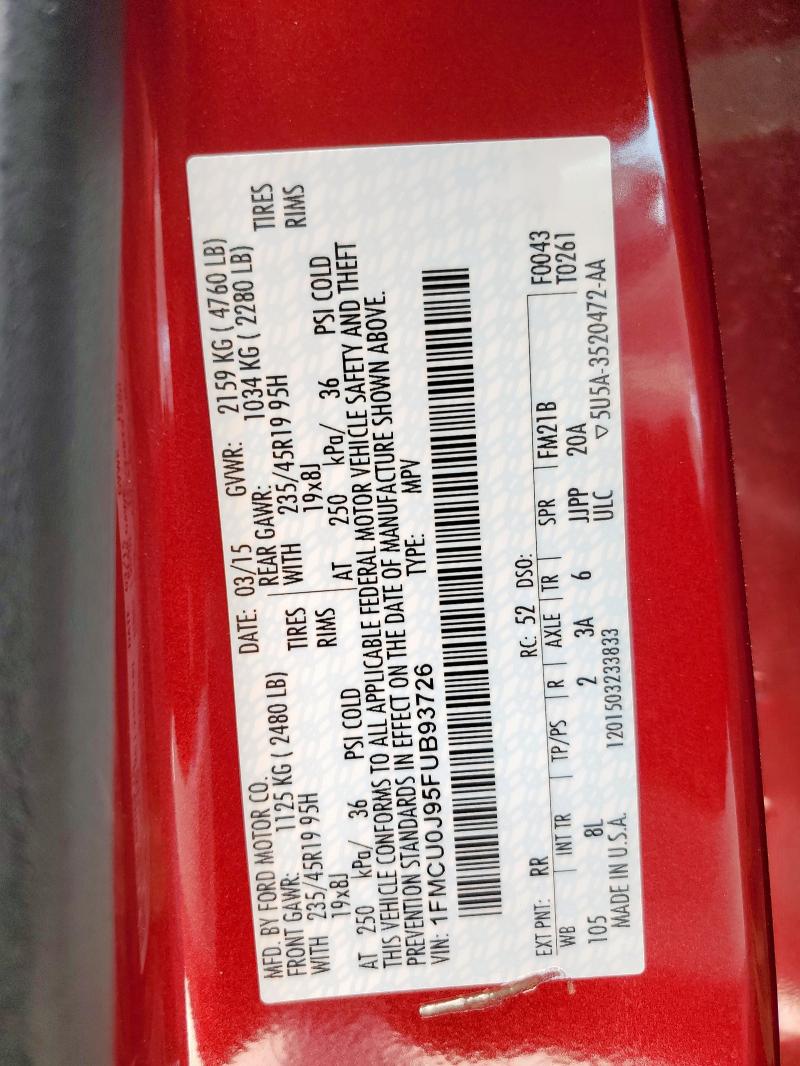 MFD. BY FORD MOTOR CO. DATE: 03/15 GVWR: 2159 KG ( 4760 LB)
FRONT GAWR: 1125 KG ( 2480 LB) REAR GAWR: 1034 KG ( 2280 LB)
WITH 235/45R19 95H TIRES WITH 235/45R19 95H TIRES
19x8J RIMS 19x8J RIMS
AT 250 kPa/ 36 PSI COLD AT 250 kPa/ 36 PSI COLD
THIS VEHICLE CONFORMS TO ALL APPLICABLE FEDERAL MOTOR VEHICLE SAFETY AND THEFT
PREVENTION STANDARDS IN EFFECT ON THE DATE OF MANUFACTURE SHOWN ABOVE.
VIN: 1FMCU0J95FUB93726 TYPE: MPV
EXT PNT: RR RC: 52 DSO: F0043
WB INT TR TP/PS R AXLE TR SPR FM21B T0261
105 8L 2 3A 6 JJPP 20A
MADE IN U.S.A. 1201503233833 ULC ▽5U5A-3520472-AA